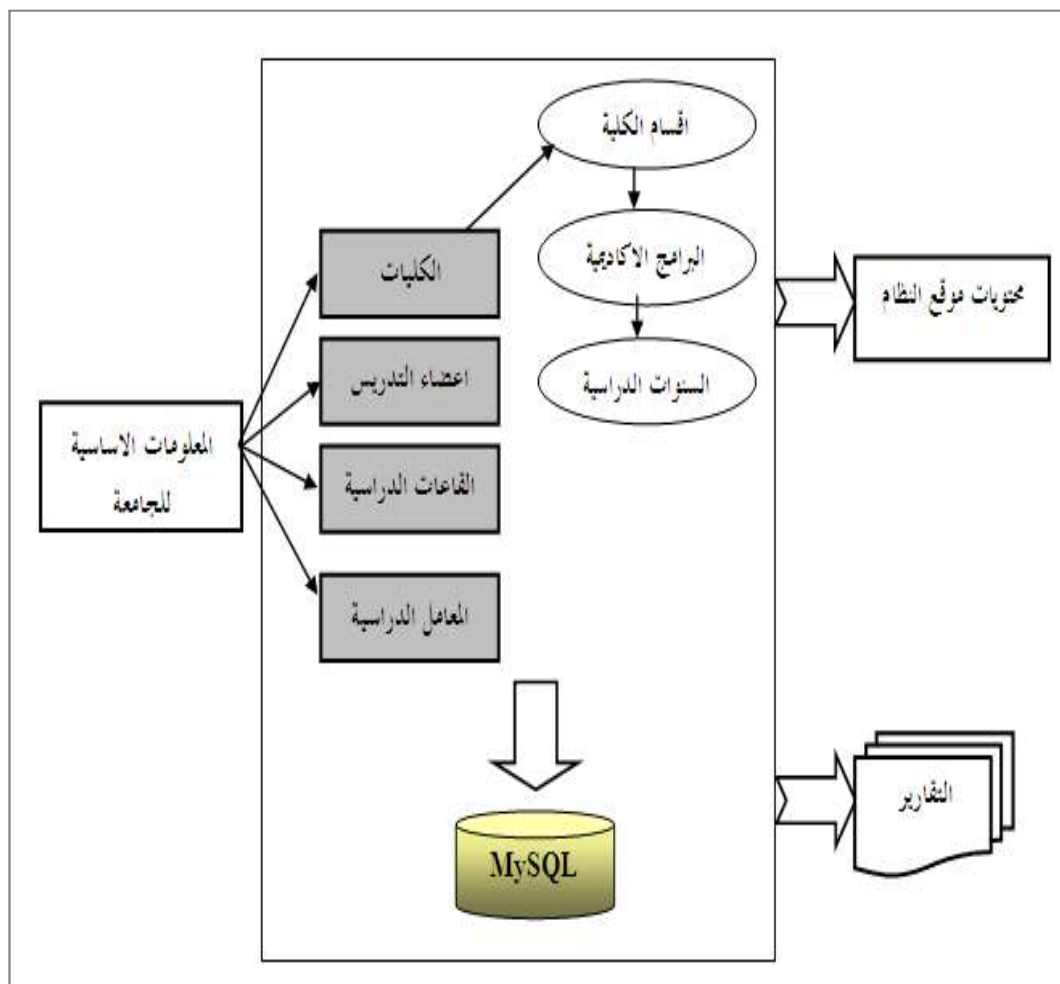 اقسام الكلية
البرامج الاكاديمية
السنوات الدراسية
الكليات
اعضاء التدريس
القاعات الدراسية
المعامل الدراسية
المعلومات الاساسية
للجامعة
محتويات موقع النظام
التقارير
MySQL